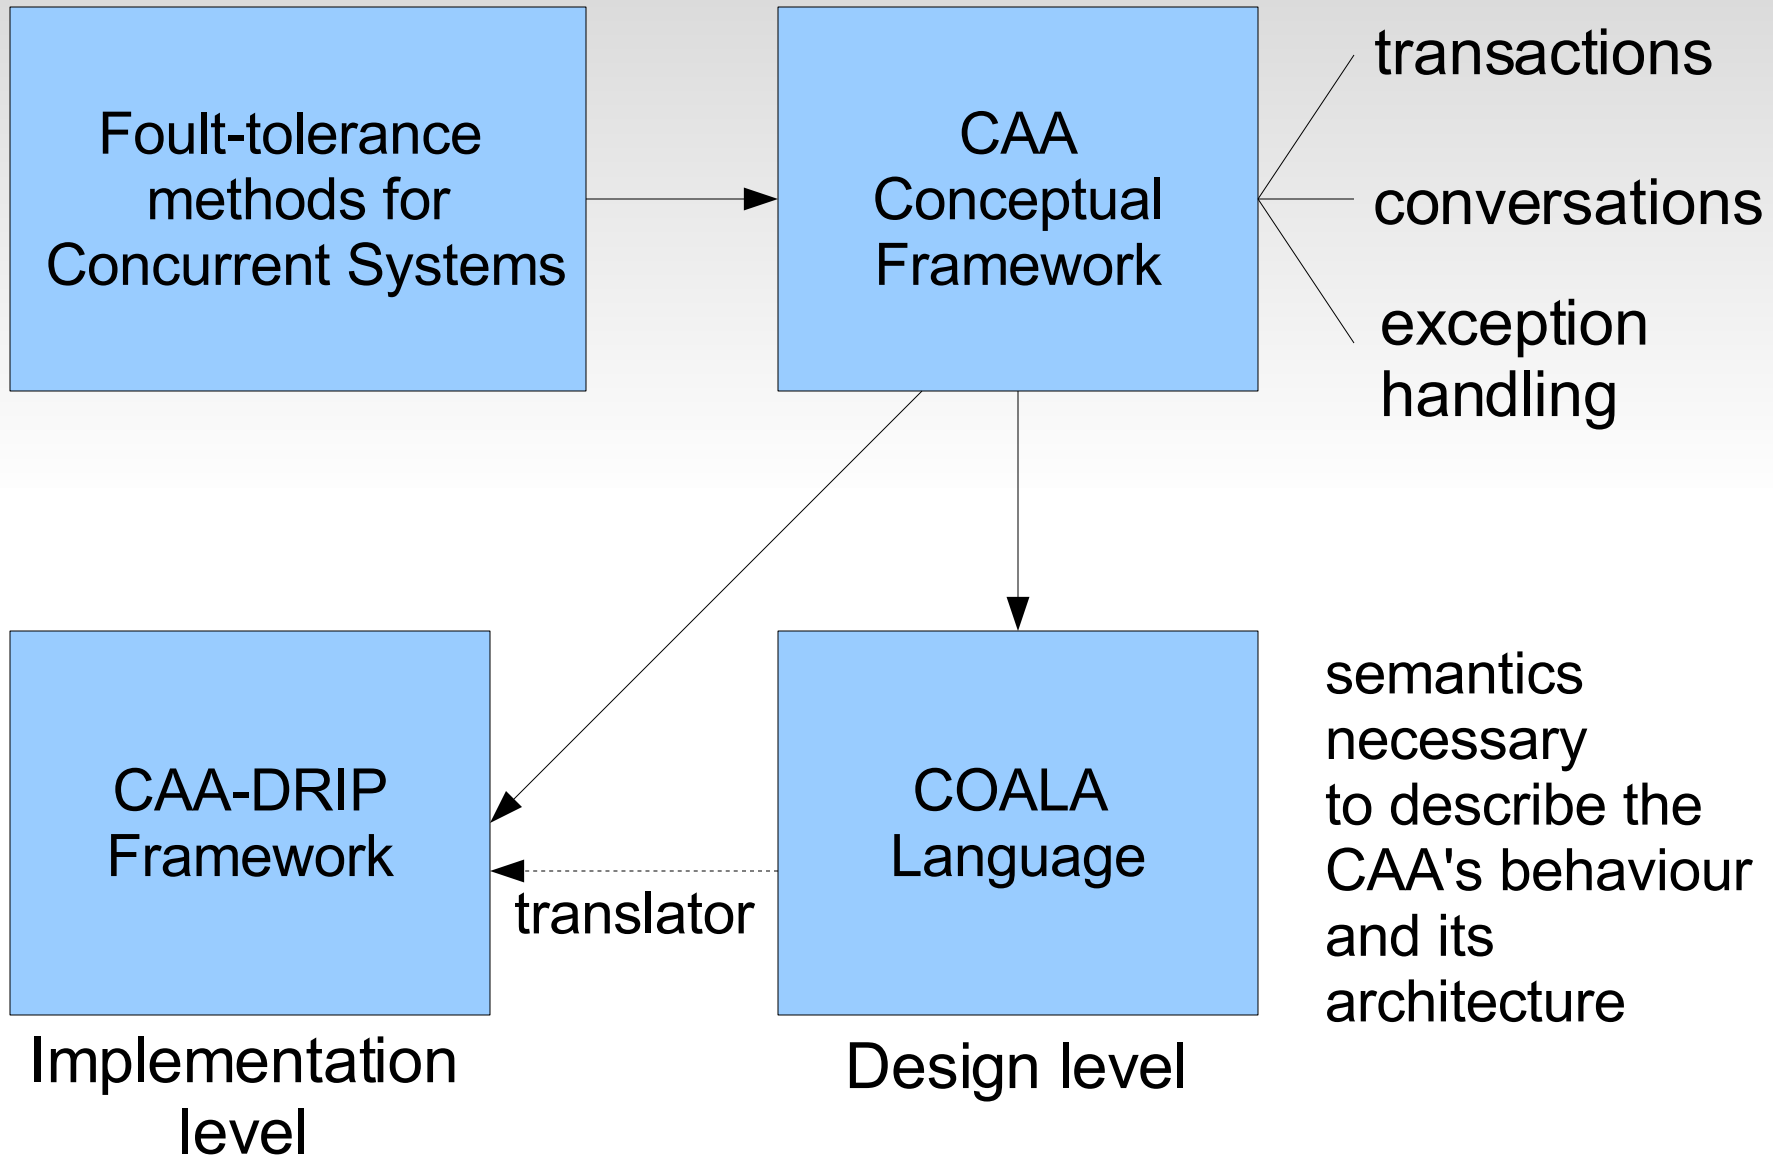 Foult-tolerance
methods for
Concurrent Systems
CAA
Conceptual
Framework
transactions
conversations
exception
handling
CAA-DRIP
Framework
translator
COALA
Language
semantics
necessary
to describe the
CAA's behaviour
and its
architecture
Implementation
level
Design level